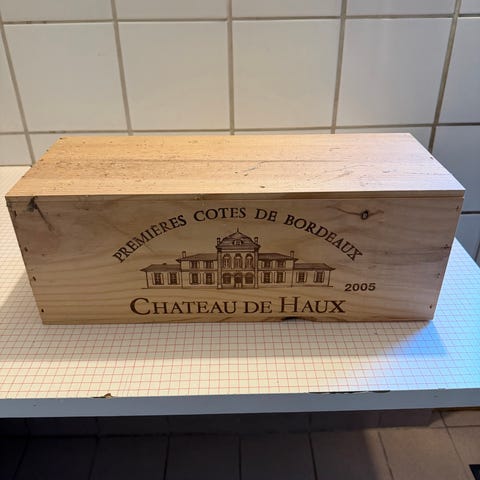 PREMIERES COTES DE BORDEAUX
2005
CHATEAU DE HAUX